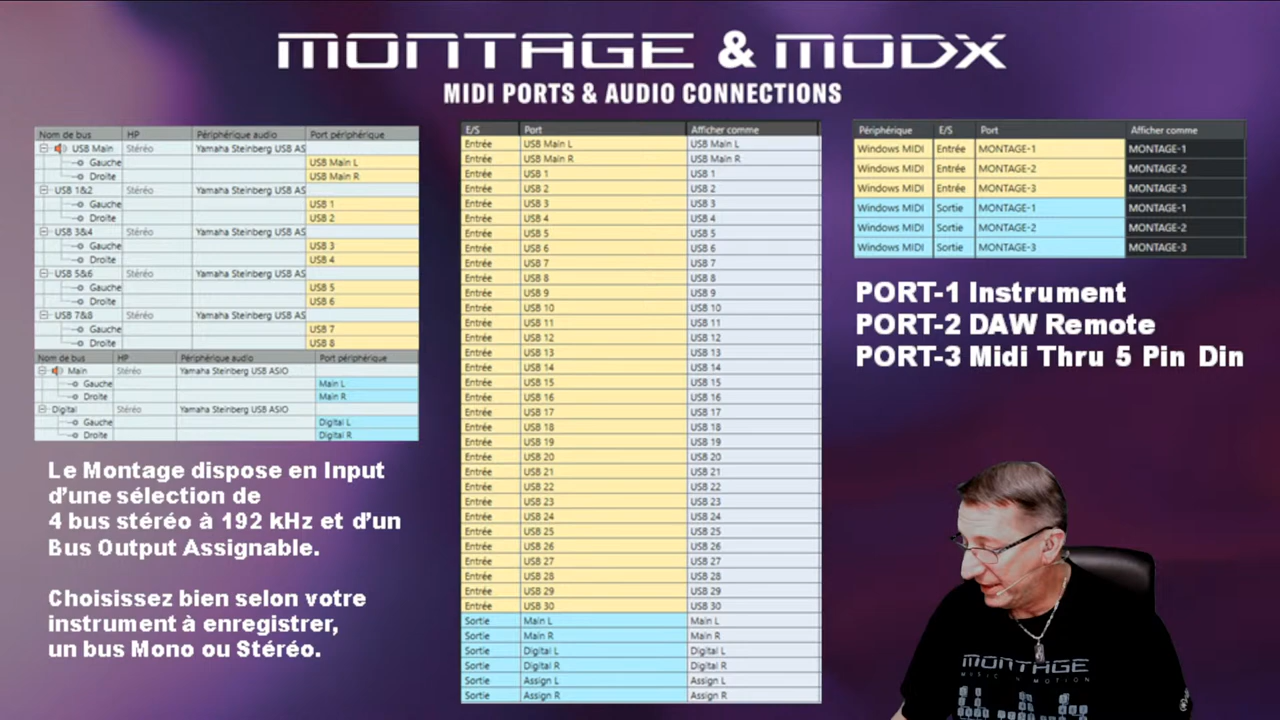 MONTAGE & MODX
MIDI PORTS & AUDIO CONNECTIONS
Nom de bus HP Périphérique audio Port périphérique
USB Main Stéréo Yamaha Steinberg USB AS
Gauche USB Main L
Droite USB Main R
USB 1&2 Stéréo Yamaha Steinberg USB AS
Gauche USB 1
Droite USB 2
USB 3&4 Stéréo Yamaha Steinberg USB AS
Gauche USB 3
Droite USB 4
USB 5&6 Stéréo Yamaha Steinberg USB AS
Gauche USB 5
Droite USB 6
USB 7&8 Stéréo Yamaha Steinberg USB AS
Gauche USB 7
Droite USB 8
Nom de bus HP Périphérique audio Port périphérique
Main Stéréo Yamaha Steinberg USB ASIO
Gauche Main L
Droite Main R
Digital Stéréo Yamaha Steinberg USB ASIO
Gauche Digital L
Droite Digital R
Le Montage dispose en Input
d'une sélection de
4 bus stéréo à 192 kHz et d'un
Bus Output Assignable.
Choisissez bien selon votre
instrument à enregistrer,
un bus Mono ou Stéréo.
E/S Port Afficher comme
Entrée USB Main L USB Main L
Entrée USB Main R USB Main R
Entrée USB 1 USB 1
Entrée USB 2 USB 2
Entrée USB 3 USB 3
Entrée USB 4 USB 4
Entrée USB 5 USB 5
Entrée USB 6 USB 6
Entrée USB 7 USB 7
Entrée USB 8 USB 8
Entrée USB 9 USB 9
Entrée USB 10 USB 10
Entrée USB 11 USB 11
Entrée USB 12 USB 12
Entrée USB 13 USB 13
Entrée USB 14 USB 14
Entrée USB 15 USB 15
Entrée USB 16 USB 16
Entrée USB 17 USB 17
Entrée USB 18 USB 18
Entrée USB 19 USB 19
Entrée USB 20 USB 20
Entrée USB 21 USB 21
Entrée USB 22 USB 22
Entrée USB 23 USB 23
Entrée USB 24 USB 24
Entrée USB 25 USB 25
Entrée USB 26 USB 26
Entrée USB 27 USB 27
Entrée USB 28 USB 28
Entrée USB 29 USB 29
Entrée USB 30 USB 30
Sortie Main L Main L
Sortie Main R Main R
Sortie Digital L Digital L
Sortie Digital R Digital R
Sortie Assign L Assign L
Sortie Assign R Assign R
Périphérique E/S Port Afficher comme
Windows MIDI Entrée MONTAGE-1 MONTAGE-1
Windows MIDI Entrée MONTAGE-2 MONTAGE-2
Windows MIDI Entrée MONTAGE-3 MONTAGE-3
Windows MIDI Sortie MONTAGE-1 MONTAGE-1
Windows MIDI Sortie MONTAGE-2 MONTAGE-2
Windows MIDI Sortie MONTAGE-3 MONTAGE-3
PORT-1 Instrument
PORT-2 DAW Remote
PORT-3 Midi Thru 5 Pin Din
MONTAGE
MUSIC IN MOTION